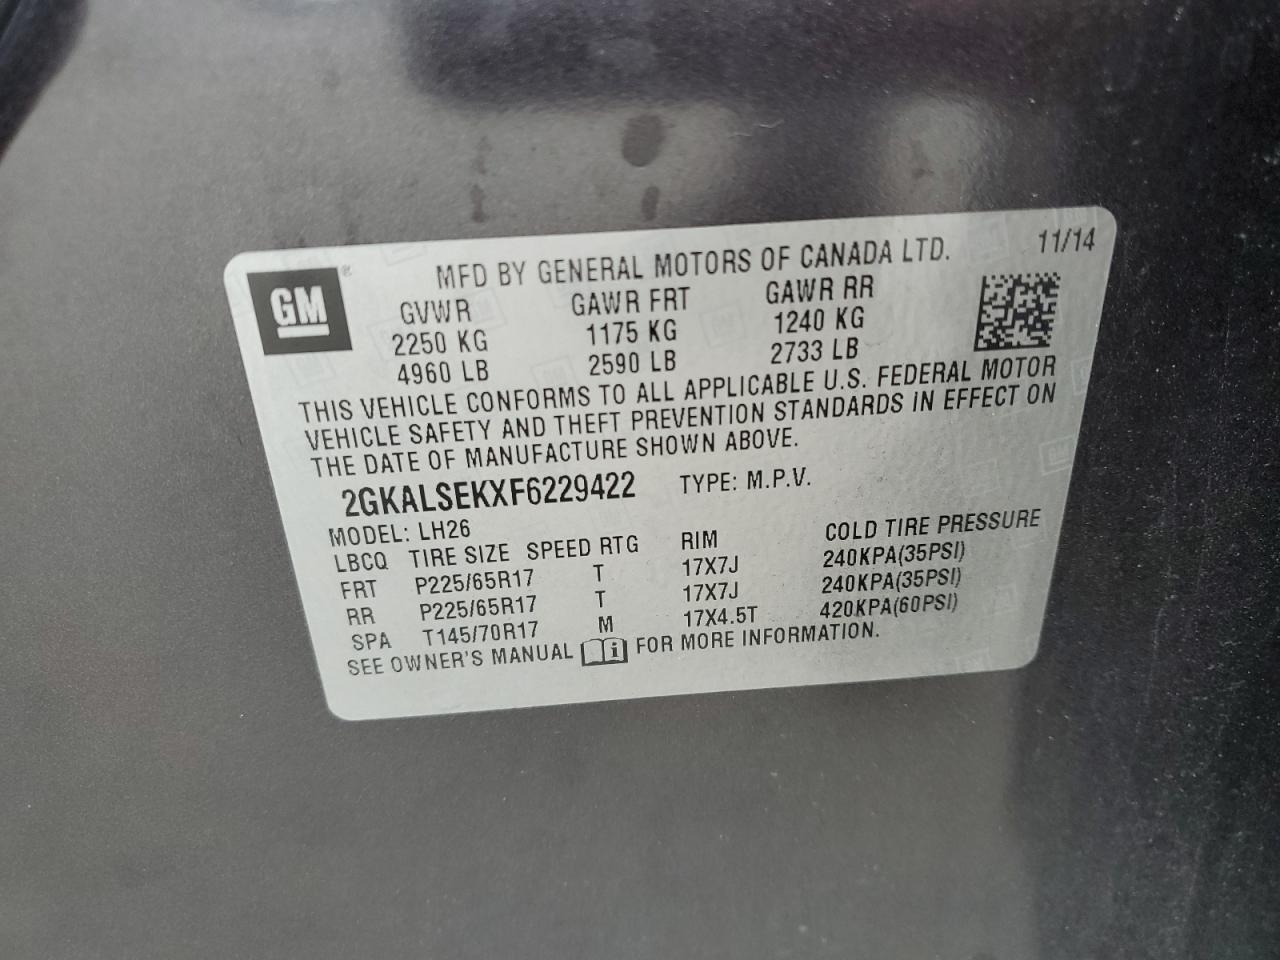 GM ®
MFD BY GENERAL MOTORS OF CANADA LTD. 11/14
GVWR GAWR FRT GAWR RR
2250 KG 1175 KG 1240 KG
4960 LB 2590 LB 2733 LB
THIS VEHICLE CONFORMS TO ALL APPLICABLE U.S. FEDERAL MOTOR
VEHICLE SAFETY AND THEFT PREVENTION STANDARDS IN EFFECT ON
THE DATE OF MANUFACTURE SHOWN ABOVE.
2GKALSEKXF6229422 TYPE: M.P.V.
MODEL: LH26
LBCQ TIRE SIZE SPEED RTG RIM COLD TIRE PRESSURE
FRT P225/65R17 T 17X7J 240KPA(35PSI)
RR P225/65R17 T 17X7J 240KPA(35PSI)
SPA T145/70R17 M 17X4.5T 420KPA(60PSI)
SEE OWNER'S MANUAL i FOR MORE INFORMATION.